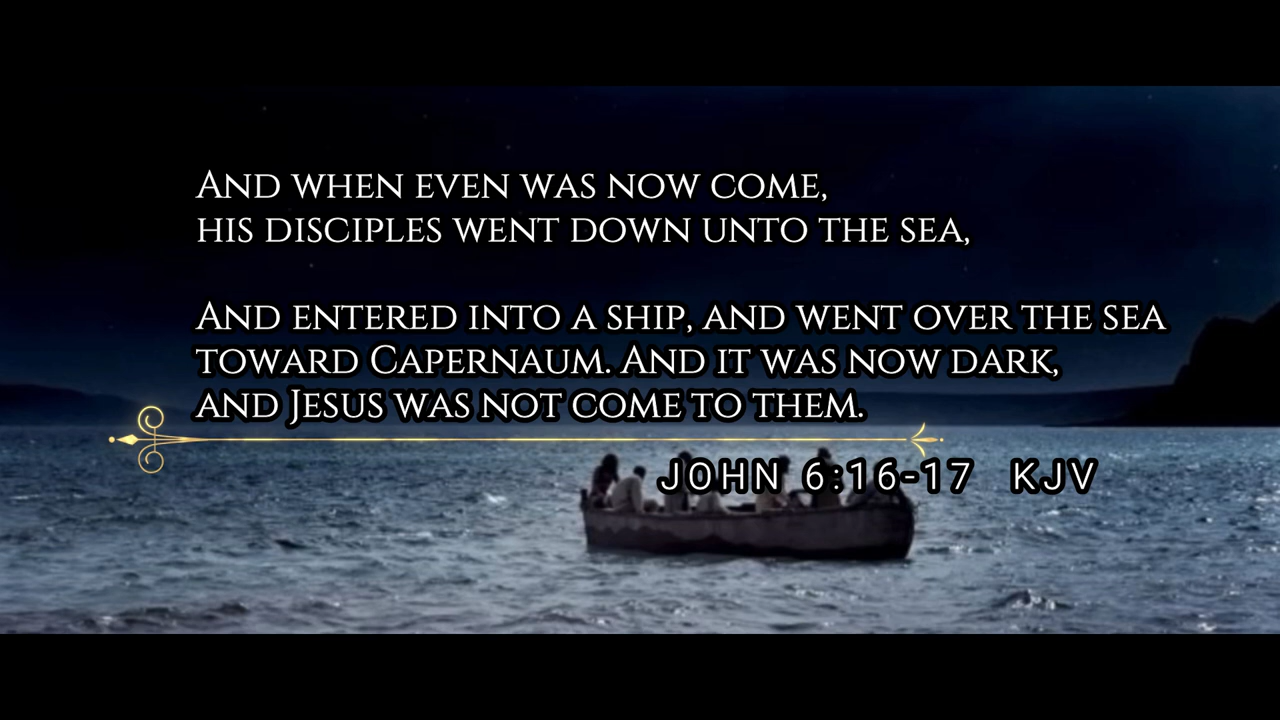 And when even was now come,
his disciples went down unto the sea,
And entered into a ship, and went over the sea
toward Capernaum. And it was now dark,
and Jesus was not come to them.
JOHN 6:16-17 KJV